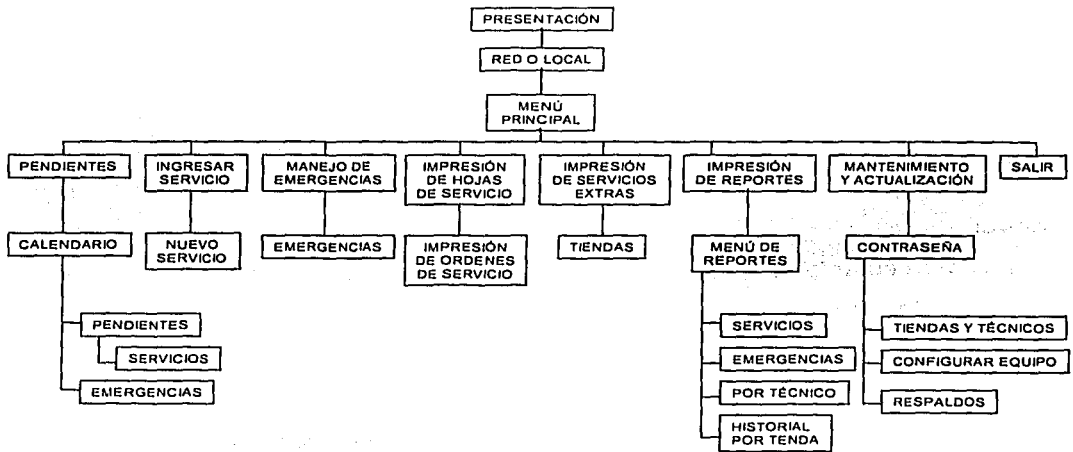 PRESENTACIÓN
RED O LOCAL
MENÚ
PRINCIPAL
PENDIENTES
INGRESAR
SERVICIO
MANEJO DE
EMERGENCIAS
IMPRESIÓN
DE HOJAS
DE SERVICIO
IMPRESIÓN
DE SERVICIOS
EXTRAS
IMPRESIÓN
DE REPORTES
MANTENIMIENTO
Y ACTUALIZACIÓN
SALIR
CALENDARIO
NUEVO
SERVICIO
EMERGENCIAS
IMPRESIÓN
DE ORDENES
DE SERVICIO
TIENDAS
MENÚ DE
REPORTES
CONTRASEÑA
PENDIENTES
SERVICIOS
EMERGENCIAS
SERVICIOS
EMERGENCIAS
POR TÉCNICO
HISTORIAL
POR TENDA
TIENDAS Y TÉCNICOS
CONFIGURAR EQUIPO
RESPALDOS